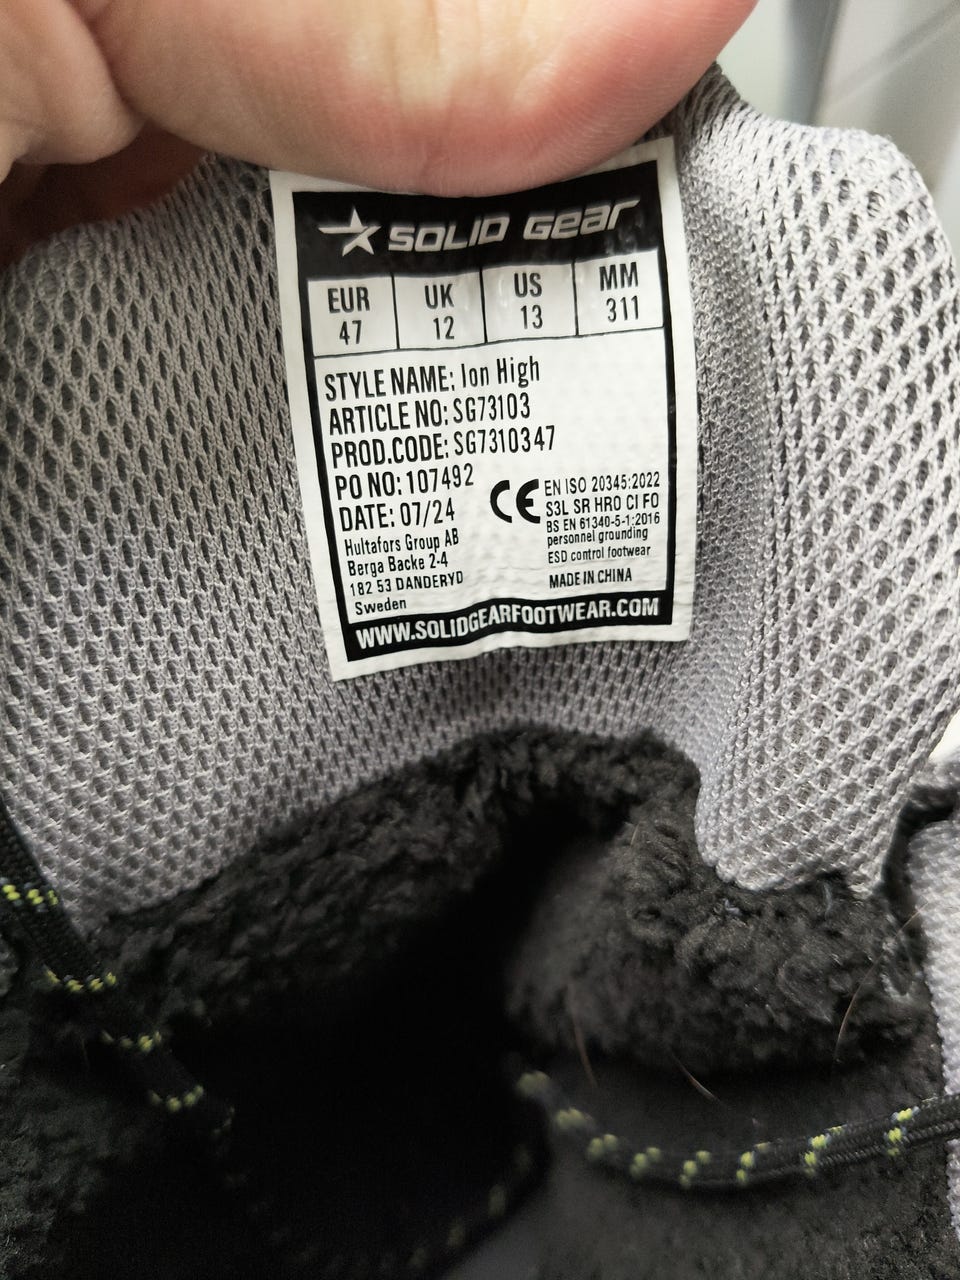 SOLID GEAR
EUR UK US MM
47 12 13 311
STYLE NAME: Ion High
ARTICLE NO: SG73103
PROD.CODE: SG7310347
PO NO: 107492
DATE: 07/24
Hultafors Group AB
Berga Backe 2-4
182 53 DANDERYD
Sweden
CE
EN ISO 20345:2022
S3L SR HRO CI FO
BS EN 61340-5-1:2016
personnel grounding
ESD control footwear
MADE IN CHINA
WWW.SOLIDGEARFOOTWEAR.COM